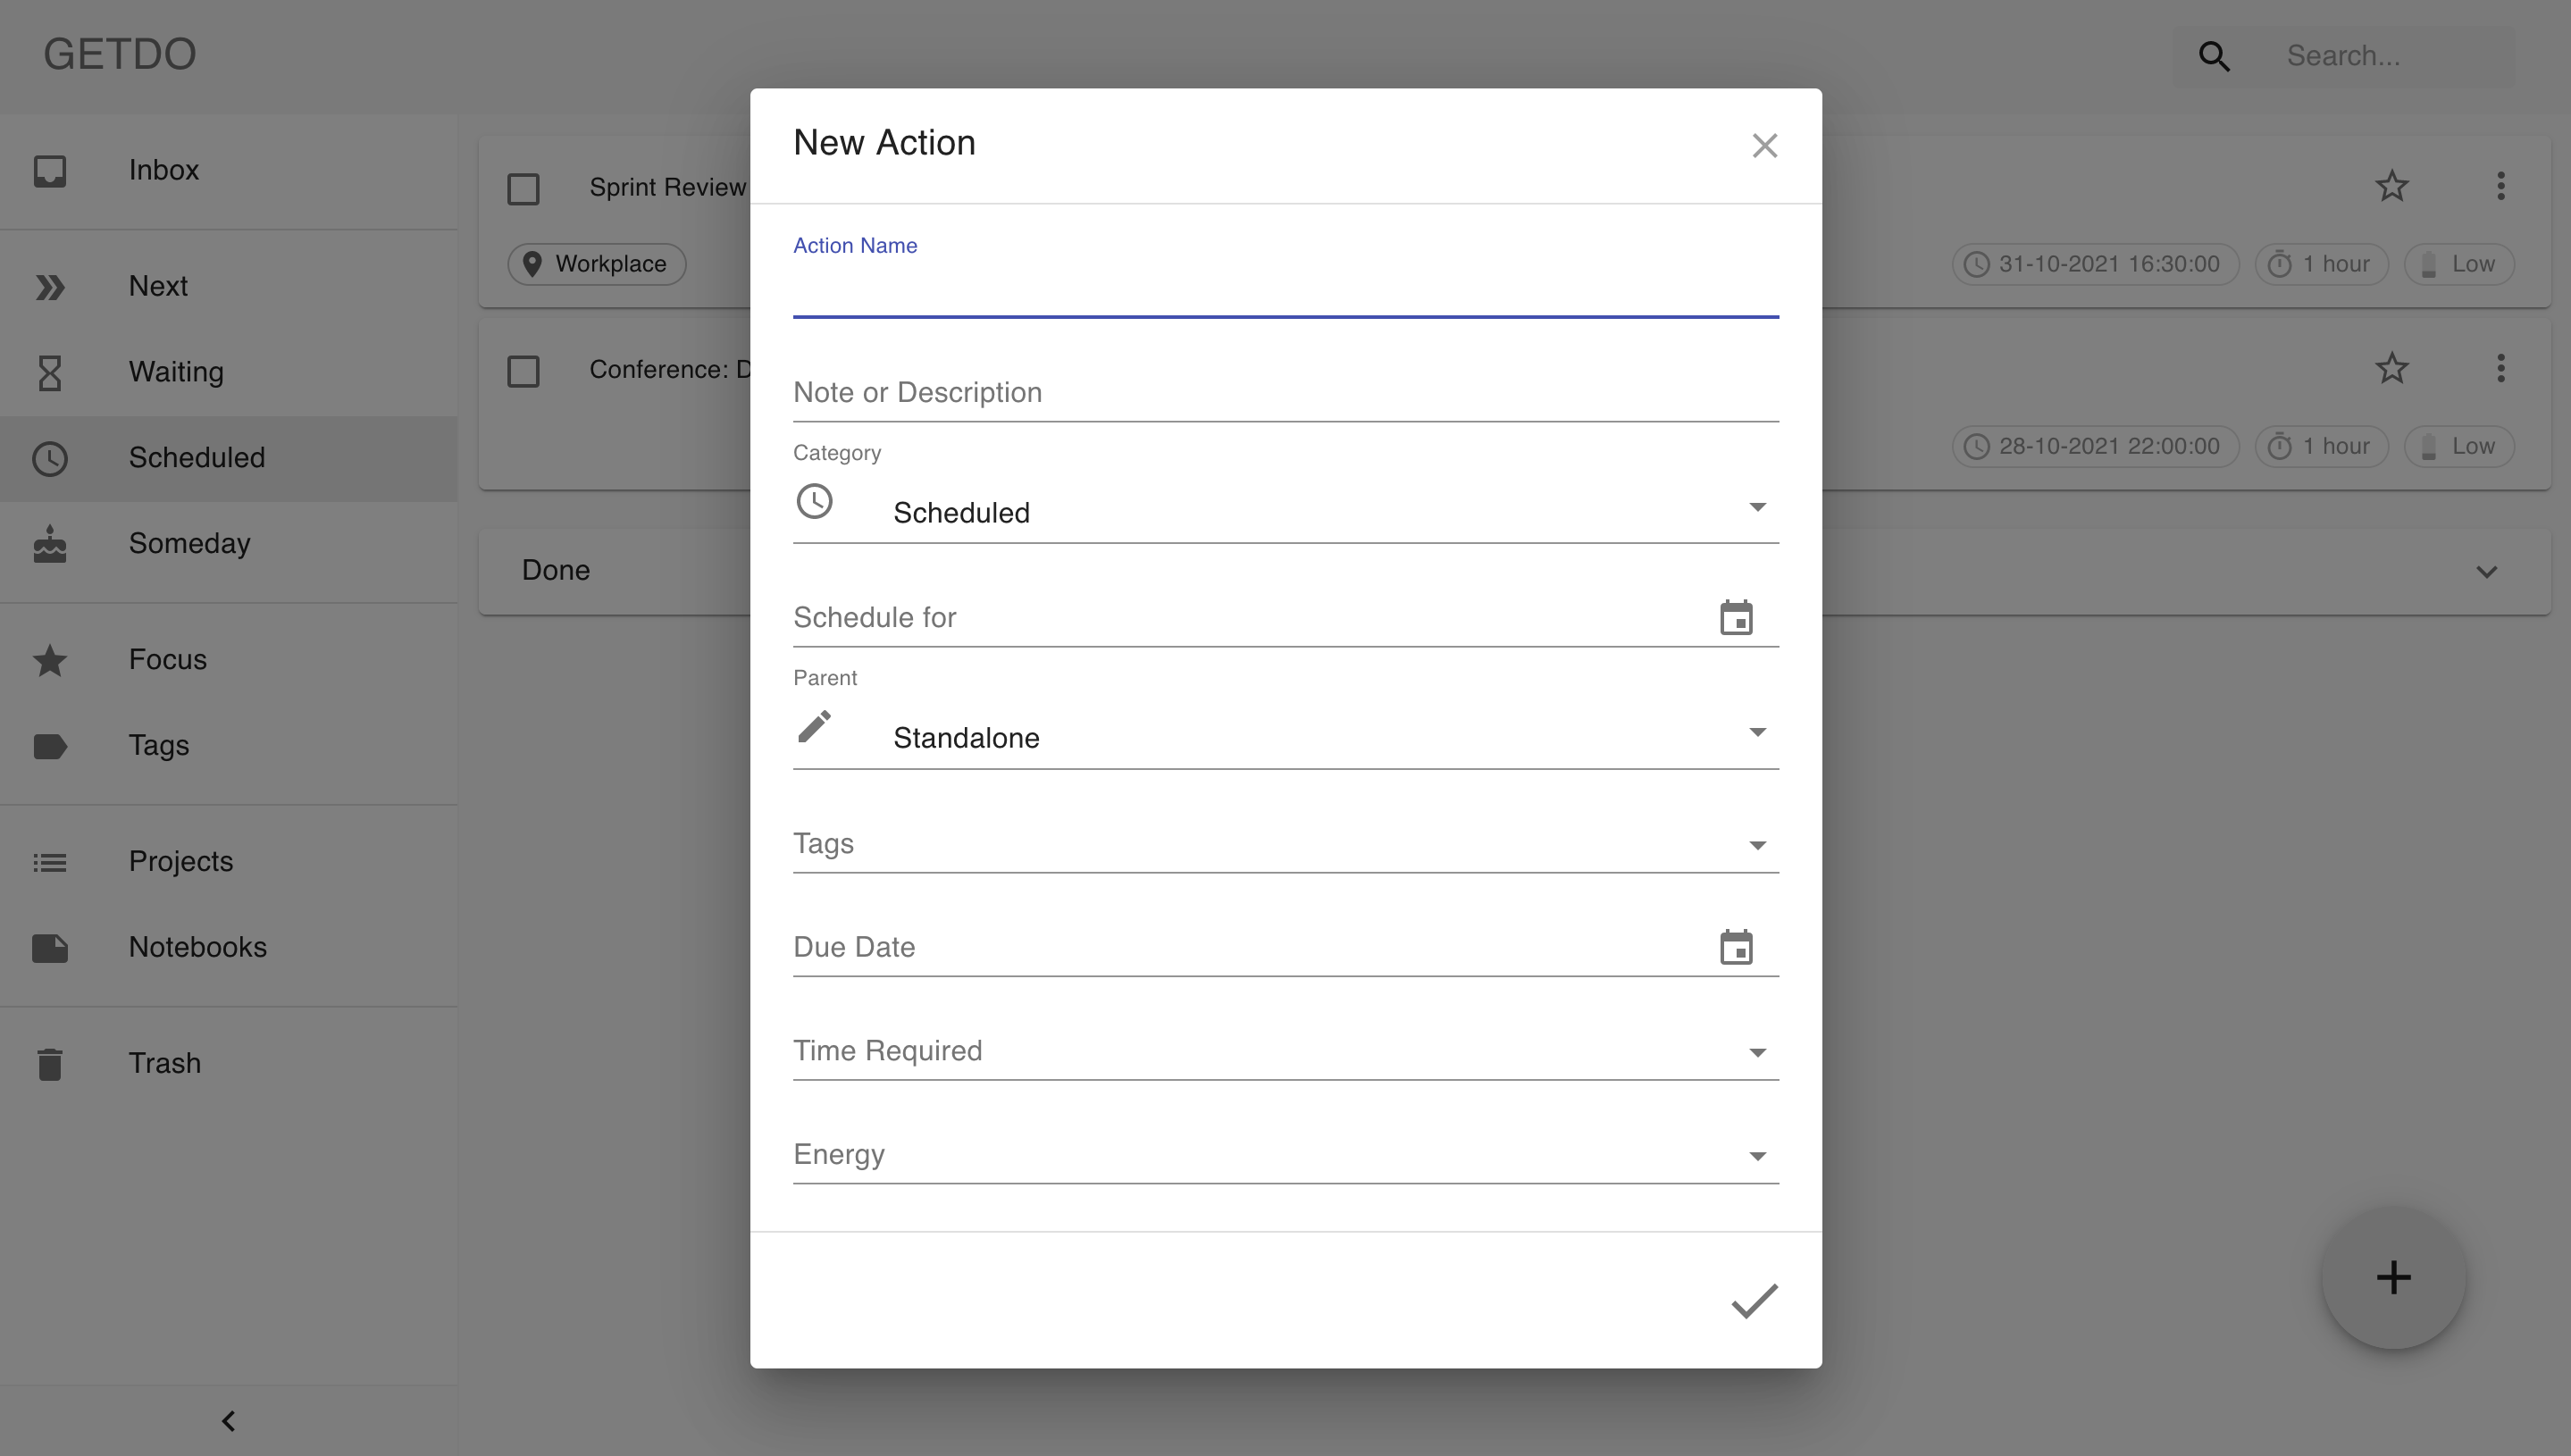 GETDO
Search...
Inbox
Next
Waiting
Scheduled
Someday
Focus
Tags
Projects
Notebooks
Trash
Sprint Review
Workplace
31-10-2021 16:30:00
1 hour
Low
Conference:
28-10-2021 22:00:00
1 hour
Low
Done
New Action
Action Name
Note or Description
Category
Scheduled
Schedule for
Parent
Standalone
Tags
Due Date
Time Required
Energy